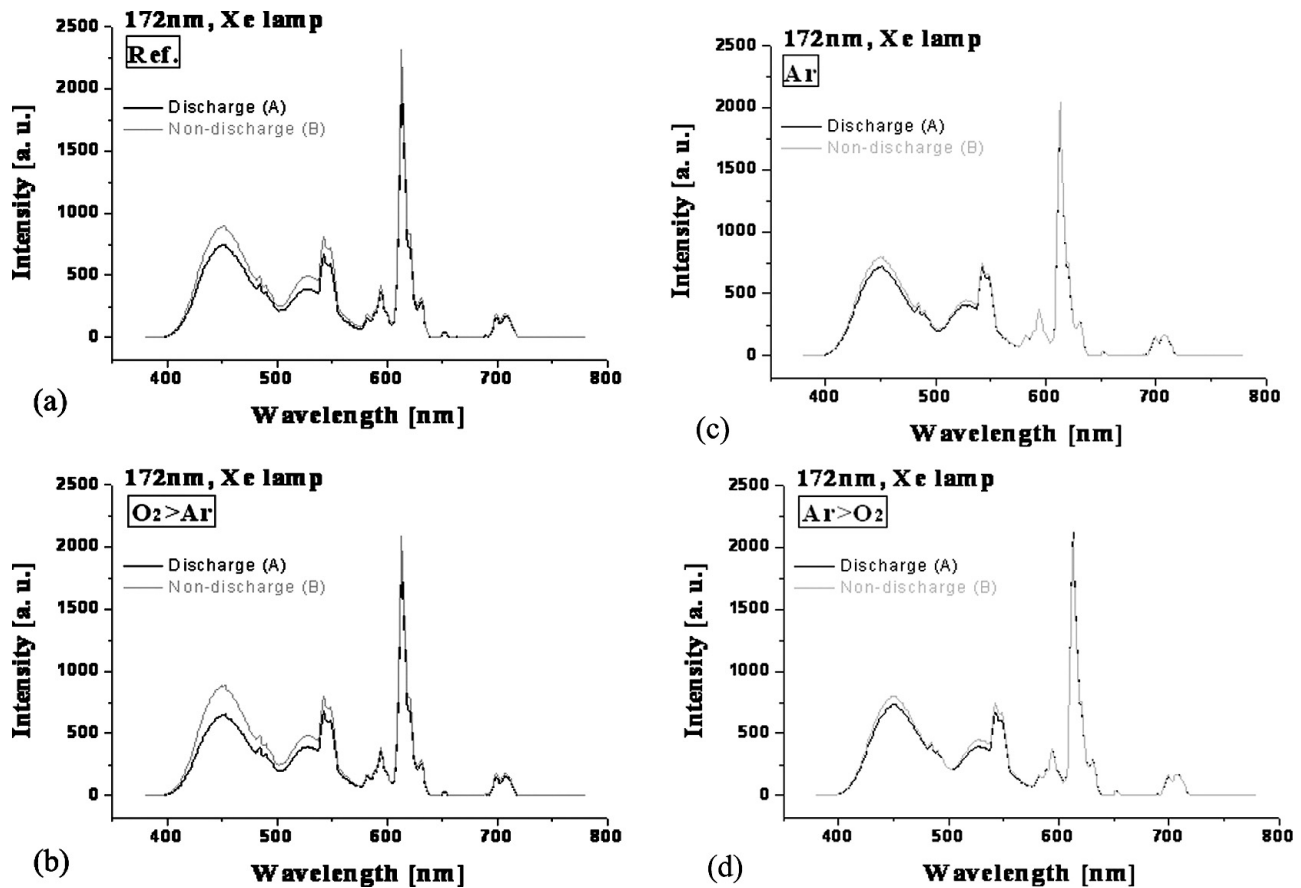 172nm, Xe lamp
Ref.
Discharge (A)
Non-discharge (B)
Intensity [a. u.]
2500
2000
1500
1000
500
0
400 500 600 700 800
Wavelength [nm]
(a)
172nm, Xe lamp
O₂>Ar
Discharge (A)
Non-discharge (B)
Intensity [a. u.]
2500
2000
1500
1000
500
0
400 500 600 700 800
Wavelength [nm]
(b)
172nm, Xe lamp
Ar
Discharge (A)
Non-discharge (B)
Intensity [a. u.]
2500
2000
1500
1000
500
0
400 500 600 700 800
Wavelength [nm]
(c)
172nm, Xe lamp
Ar>O₂
Discharge (A)
Non-discharge (B)
Intensity [a. u.]
2500
2000
1500
1000
500
0
400 500 600 700 800
Wavelength [nm]
(d)